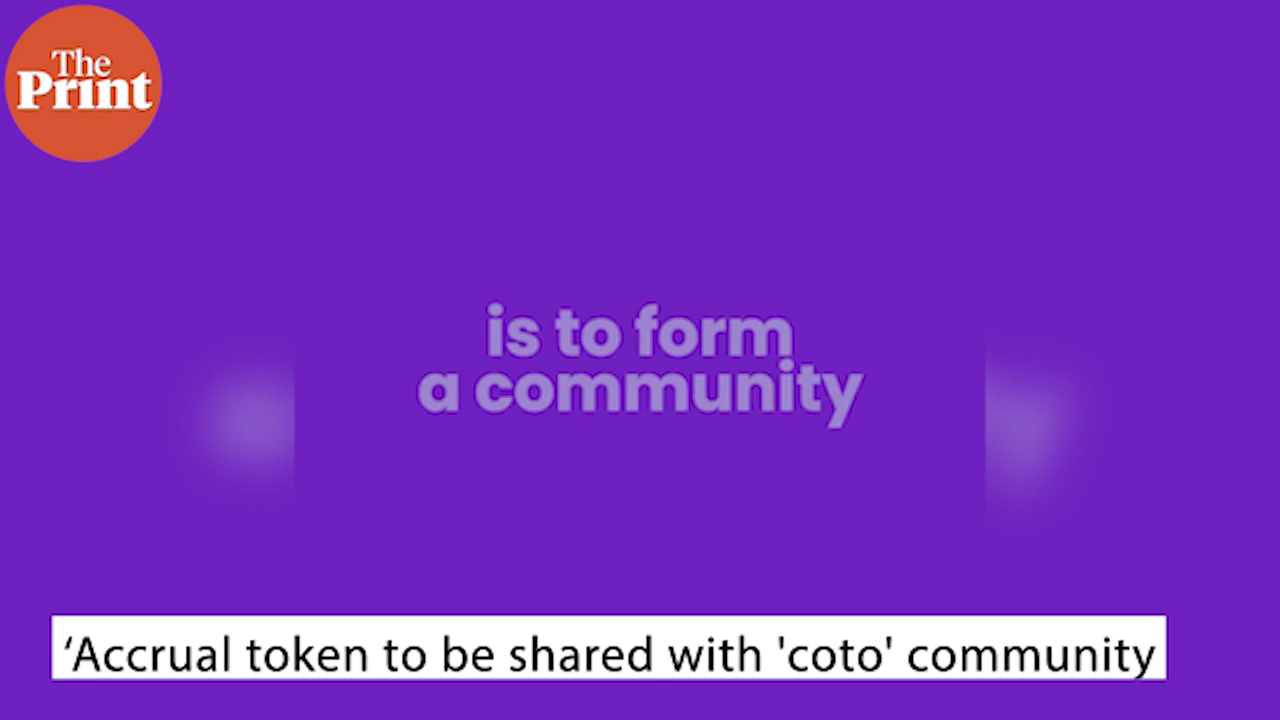 The
Print
is to form
a community
‘Accrual token to be shared with 'coto' community